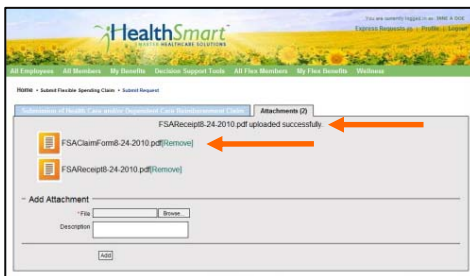 You are currently logged in as: JANE A DOE
Express Requests (0) | Profile | Logout
HealthSmart
SMARTER HEALTHCARE SOLUTIONS
All Employees All Members My Benefits Decision Support Tools All Flex Members My Flex Benefits Wellness
Home • Submit Flexible Spending Claim • Submit Request
Submission of Health Care and/or Dependent Care Reimbursement Claim
Attachments (2)
FSAReceipt8-24-2010.pdf uploaded successfully.
FSAClaimForm8-24-2010.pdf[Remove]
FSAReceipt8-24-2010.pdf[Remove]
Add Attachment
*File Browse...
Description
Add